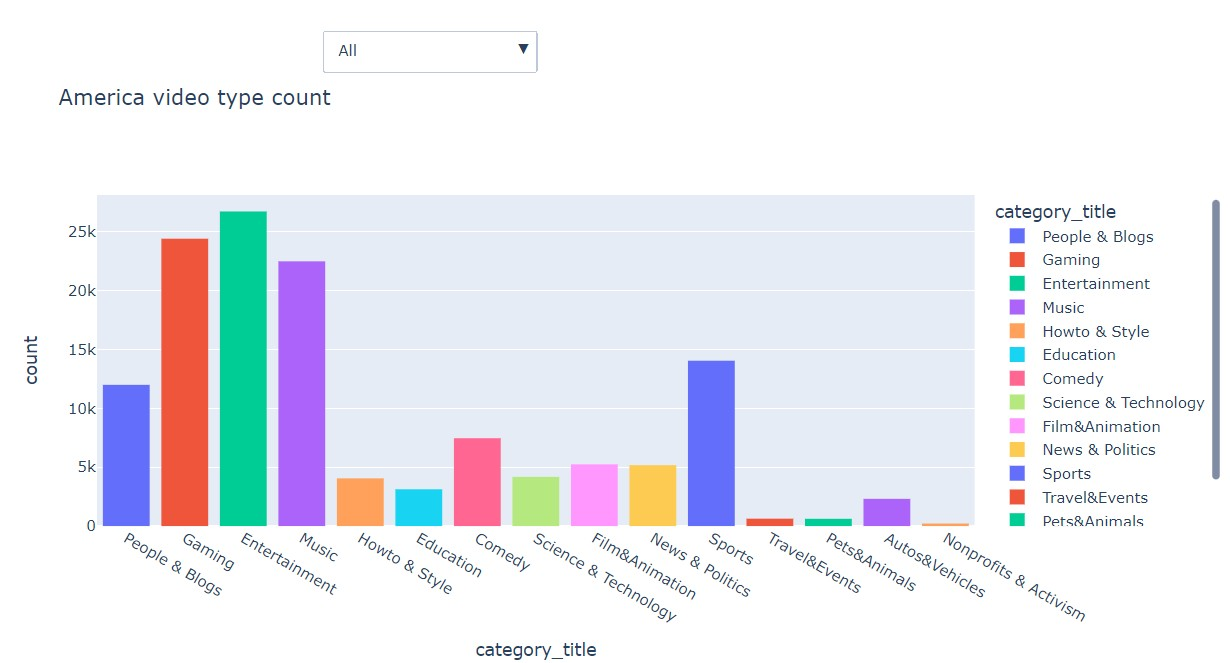 All ▼
America video type count
25k
20k
15k
10k
5k
0
count
People & Blogs
Gaming
Entertainment
Music
Howto & Style
Education
Comedy
Science & Technology
Film&Animation
News & Politics
Sports
Travel&Events
Pets&Animals
Autos&Vehicles
Nonprofits & Activism
category_title
category_title
People & Blogs
Gaming
Entertainment
Music
Howto & Style
Education
Comedy
Science & Technology
Film&Animation
News & Politics
Sports
Travel&Events
Pets&Animals